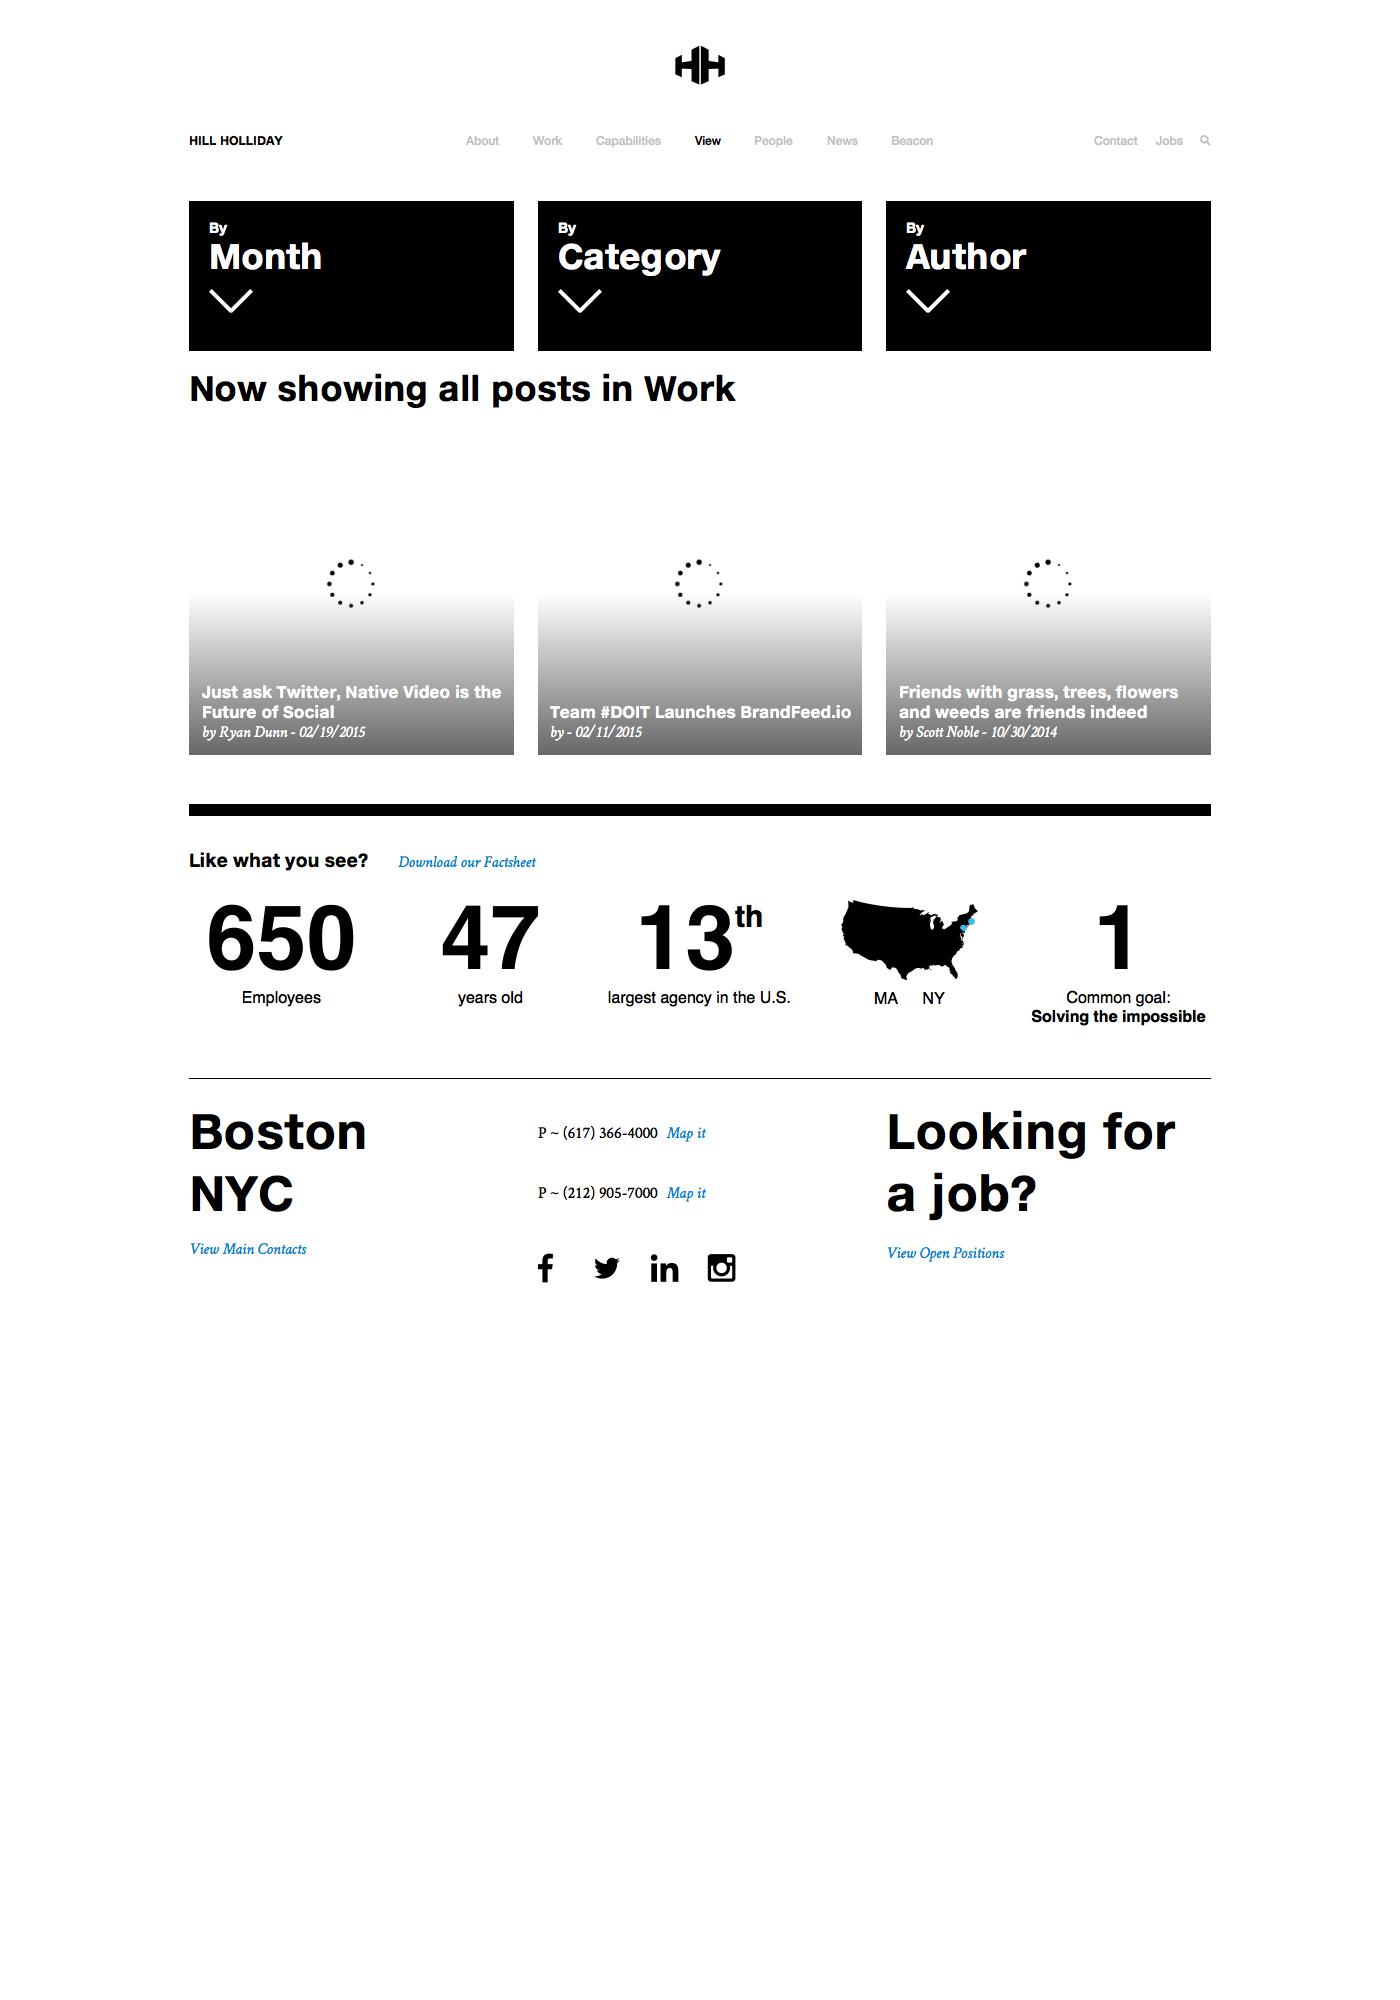 HILL HOLLIDAY
About Work Capabilities View People News Beacon
Contact Jobs
By
Month
By
Category
By
Author
Now showing all posts in Work
Just ask Twitter, Native Video is the
Future of Social
by Ryan Dunn - 02/19/2015
Team #DOIT Launches BrandFeed.io
by - 02/11/2015
Friends with grass, trees, flowers
and weeds are friends indeed
by Scott Noble - 10/30/2014
Like what you see? Download our Factsheet
650
Employees
47
years old
13th
largest agency in the U.S.
MA NY
1
Common goal:
Solving the impossible
Boston
NYC
View Main Contacts
P ~ (617) 366-4000 Map it
P ~ (212) 905-7000 Map it
Looking for
a job?
View Open Positions